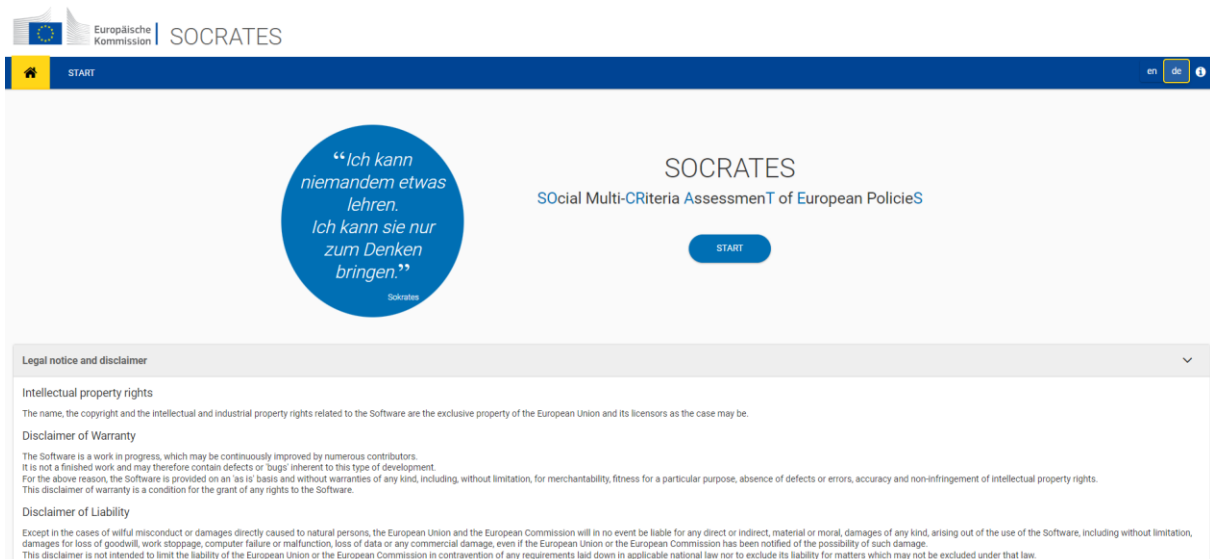 Europäische
Kommission
SOCRATES
START
en de
“Ich kann
niemandem etwas
lehren.
Ich kann sie nur
zum Denken
bringen.”
Sokrates
SOCRATES
SOcial Multi-CRiteria AssessmenT of European PolicieS
START
Legal notice and disclaimer
Intellectual property rights
The name, the copyright and the intellectual and industrial property rights related to the Software are the exclusive property of the European Union and its licensors as the case may be.
Disclaimer of Warranty
The Software is a work in progress, which may be continuously improved by numerous contributors.
It is not a finished work and may therefore contain defects or 'bugs' inherent to this type of development.
For the above reason, the Software is provided on an 'as is' basis and without warranties of any kind, including, without limitation, for merchantability, fitness for a particular purpose, absence of defects or errors, accuracy and non-infringement of intellectual property rights.
This disclaimer of warranty is a condition for the grant of any rights to the Software.
Disclaimer of Liability
Except in the cases of wilful misconduct or damages directly caused to natural persons, the European Union and the European Commission will in no event be liable for any direct or indirect, material or moral, damages of any kind, arising out of the use of the Software, including without limitation,
damages for loss of goodwill, work stoppage, computer failure or malfunction, loss of data or any commercial damage, even if the European Union or the European Commission has been notified of the possibility of such damage.
This disclaimer is not intended to limit the liability of the European Union or the European Commission in contravention of any requirements laid down in applicable national law nor to exclude its liability for matters which may not be excluded under that law.